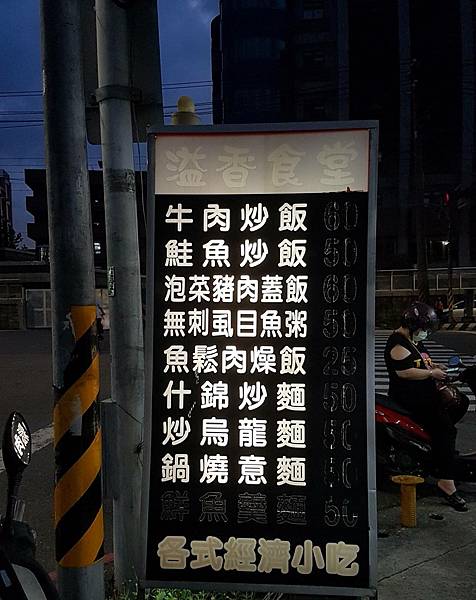 溢香食堂
牛肉炒飯 60
鮭魚炒飯 50
泡菜豬肉蓋飯 60
無刺虱目魚粥 50
魚鬆肉燥飯 25
什錦炒麵 50
炒烏龍麵 50
鍋燒意麵
鮮魚羹麵 50
各式經濟小吃